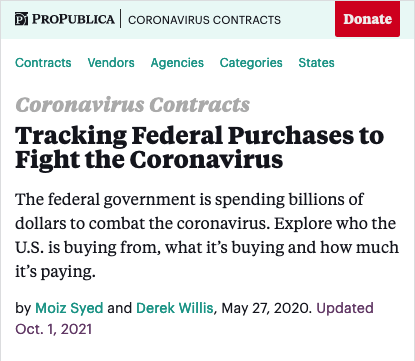 PROPUBLICA | CORONAVIRUS CONTRACTS Donate
Contracts Vendors Agencies Categories States
Coronavirus Contracts
Tracking Federal Purchases to
Fight the Coronavirus
The federal government is spending billions of
dollars to combat the coronavirus. Explore who the
U.S. is buying from, what it’s buying and how much
it’s paying.
by Moiz Syed and Derek Willis, May 27, 2020. Updated
Oct. 1, 2021